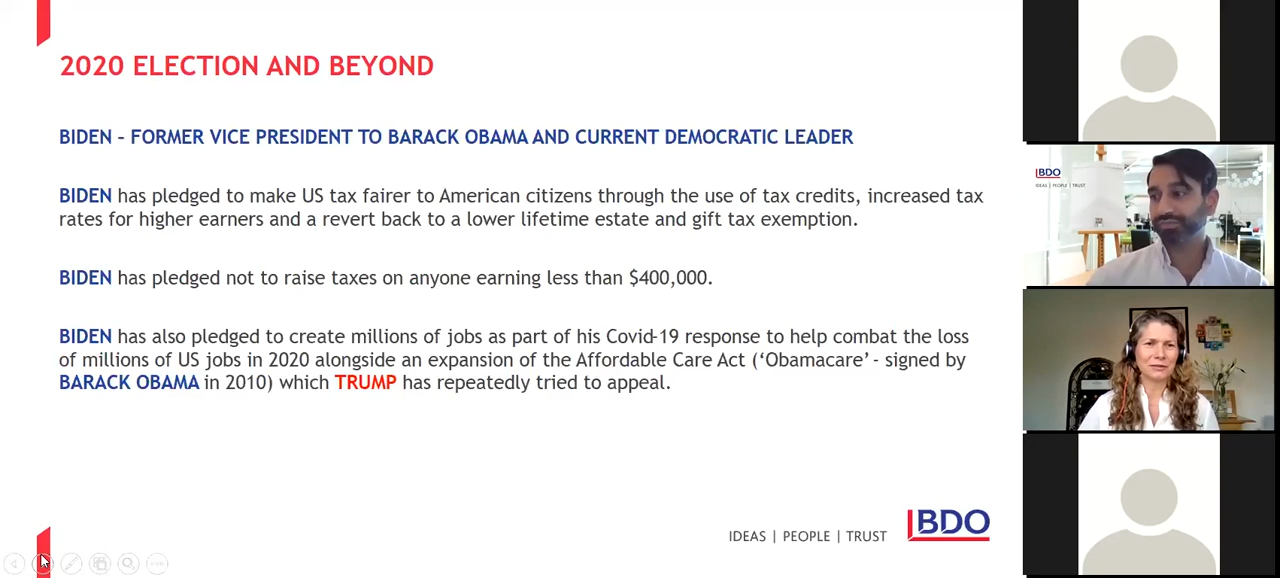 2020 ELECTION AND BEYOND
BIDEN – FORMER VICE PRESIDENT TO BARACK OBAMA AND CURRENT DEMOCRATIC LEADER
BIDEN has pledged to make US tax fairer to American citizens through the use of tax credits, increased tax
rates for higher earners and a revert back to a lower lifetime estate and gift tax exemption.
BIDEN has pledged not to raise taxes on anyone earning less than $400,000.
BIDEN has also pledged to create millions of jobs as part of his Covid-19 response to help combat the loss
of millions of US jobs in 2020 alongside an expansion of the Affordable Care Act (‘Obamacare’ - signed by
BARACK OBAMA in 2010) which TRUMP has repeatedly tried to appeal.
IDEAS | PEOPLE | TRUST
BDO
BDO
IDEAS | PEOPLE | TRUST